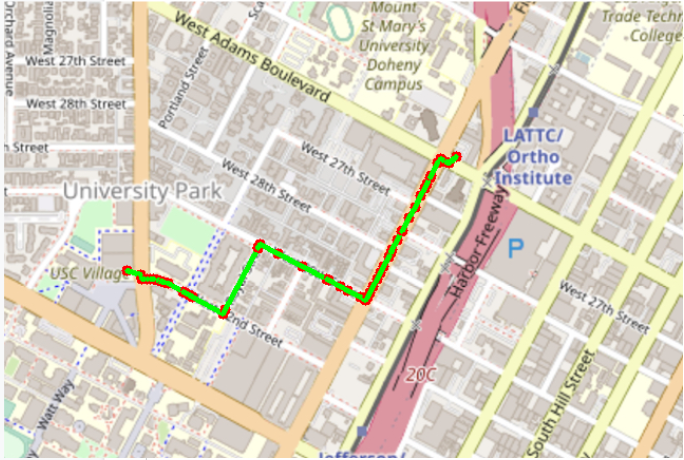 Orchard Avenue
Magnolia
Mount
St Mary's
University
Doheny
Campus
Trade Techn
College
West Adams Boulevard
West 27th Street
Portland Street
West 28th Street
LATTC/
Ortho
Institute
h Street
West 27th Street
West 28th Street
University Park
P
Harbor Freeway
USC Village
West 27th Street
2nd Street
20C
Watt Way
South Hill Street
Jefferson/